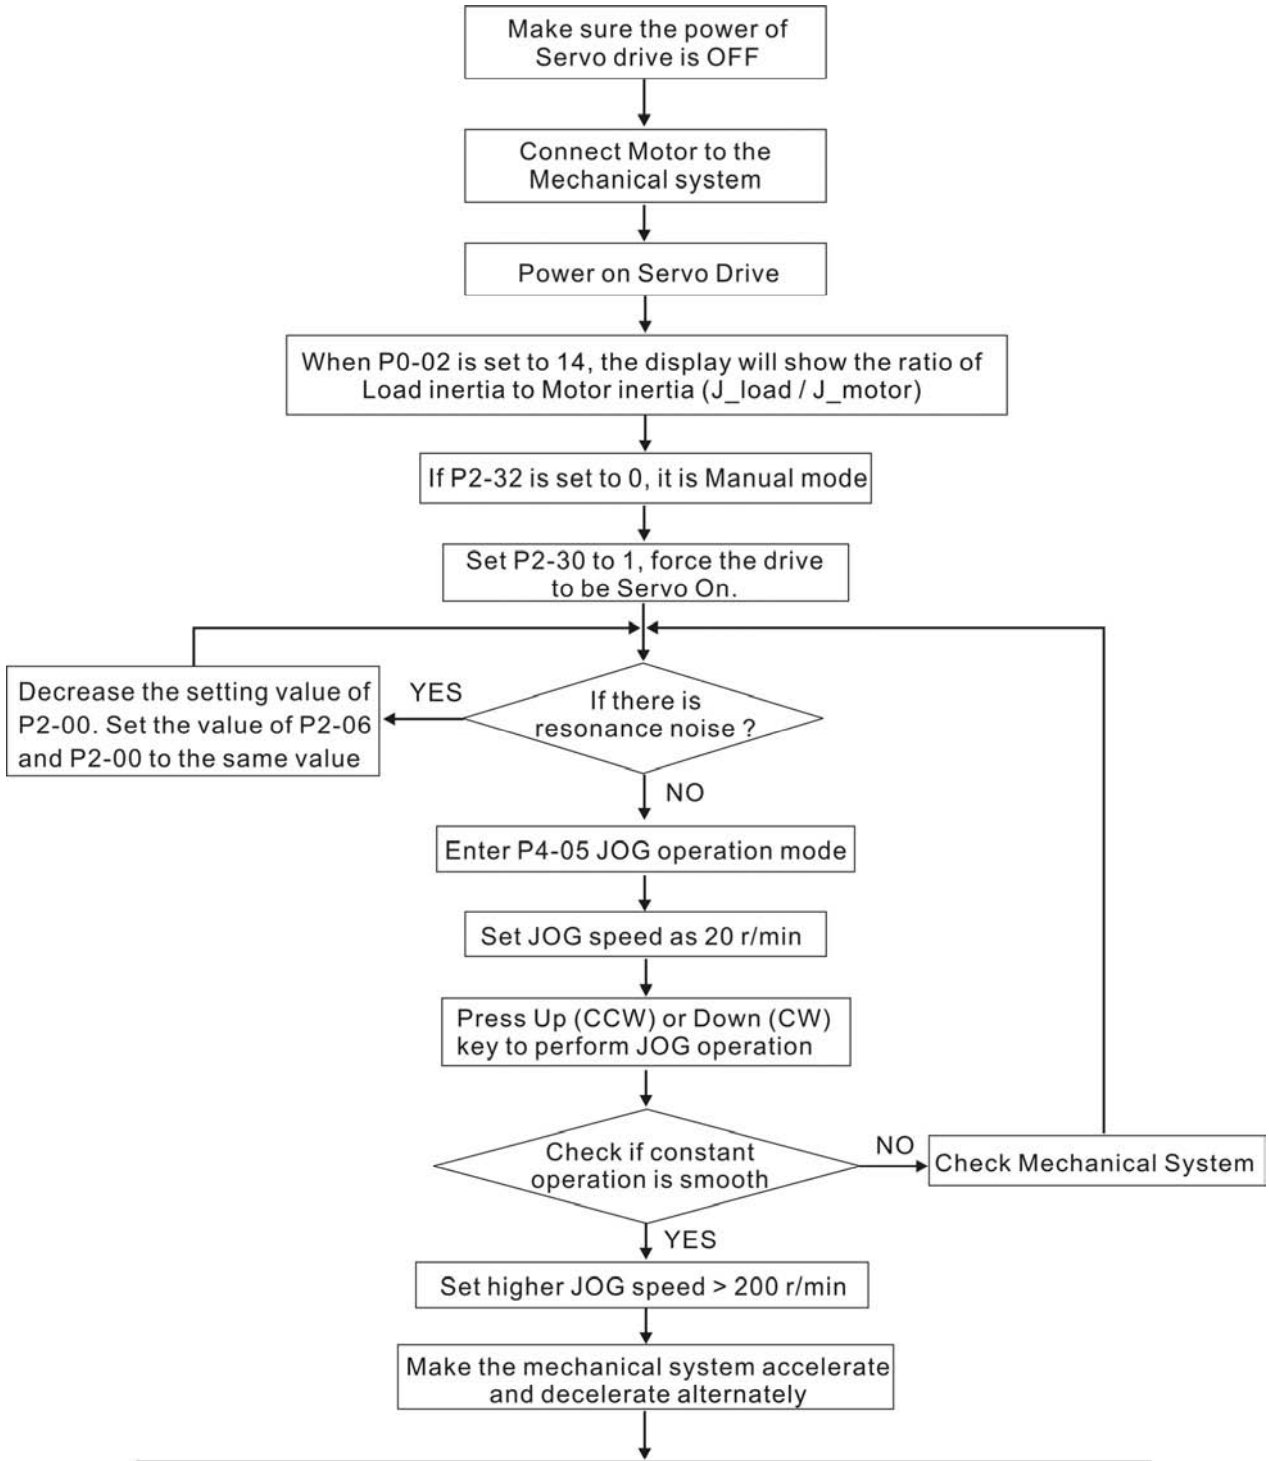 Make sure the power of
Servo drive is OFF
Connect Motor to the
Mechanical system
Power on Servo Drive
When P0-02 is set to 14, the display will show the ratio of
Load inertia to Motor inertia (J_load / J_motor)
If P2-32 is set to 0, it is Manual mode
Set P2-30 to 1, force the drive
to be Servo On.
Decrease the setting value of
P2-00. Set the value of P2-06
and P2-00 to the same value
YES
If there is
resonance noise ?
NO
Enter P4-05 JOG operation mode
Set JOG speed as 20 r/min
Press Up (CCW) or Down (CW)
key to perform JOG operation
Check if constant
operation is smooth
NO
Check Mechanical System
YES
Set higher JOG speed > 200 r/min
Make the mechanical system accelerate
and decelerate alternately